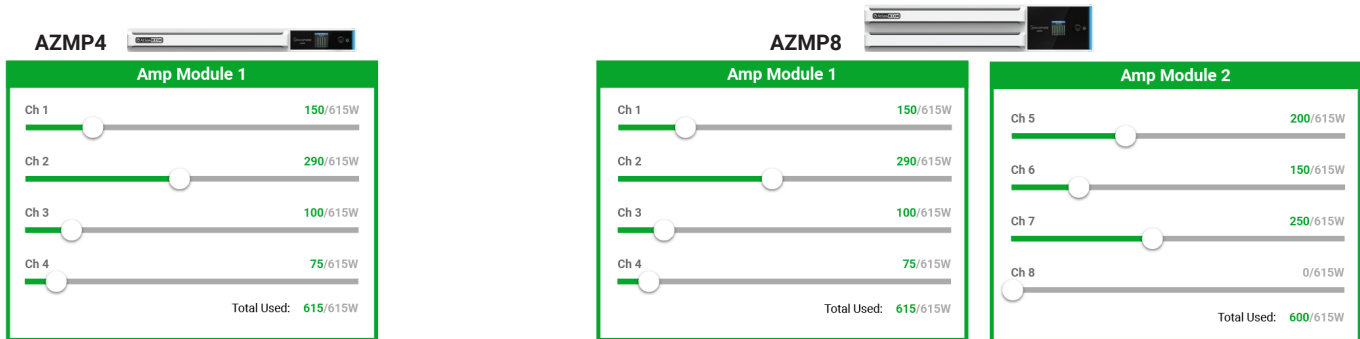 AZMP4
Amp Module 1
Ch 1 150/615W
Ch 2 290/615W
Ch 3 100/615W
Ch 4 75/615W
Total Used: 615/615W
AZMP8
Amp Module 1
Ch 1 150/615W
Ch 2 290/615W
Ch 3 100/615W
Ch 4 75/615W
Total Used: 615/615W
Amp Module 2
Ch 5 200/615W
Ch 6 150/615W
Ch 7 250/615W
Ch 8 0/615W
Total Used: 600/615W